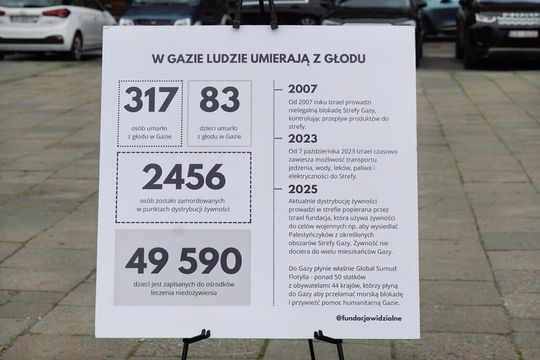 W GAZIE LUDZIE UMIERAJĄ Z GŁODU
317
osób umarło
z głodu w Gazie
83
dzieci umarło
z głodu w Gazie
2456
osób zostało zamordowanych
w punktach dystrybucji żywności
49 590
dzieci jest zapisanych do ośrodków
leczenia niedożywienia
2007
Od 2007 roku Izrael prowadzi
nielegalną blokadę Strefy Gazy,
kontrolując przepływ produktów do
strefy.
2023
Od 7 października 2023 Izrael czasowo
zawiesza możliwość transportu
jedzenia, wody, leków, paliwa i
elektryczności do Strefy.
2025
Aktualnie dystrybucję żywności
prowadzi w strefie popierana przez
Izrael fundacja, która używa żywności
do celów wojennych np. aby wysiedlać
Palestyńczyków z określonych
obszarów Strefy Gazy. Żywność nie
dociera do wielu mieszkańców Gazy.
Do Gazy płynie właśnie Global Sumud
Flotylla - ponad 50 statków
z obywatelami 44 krajów, którzy płyną
do Gazy aby przełamać morską blokadę
i przywieźć pomoc humanitarną Gazie.
@fundacjawidzialne